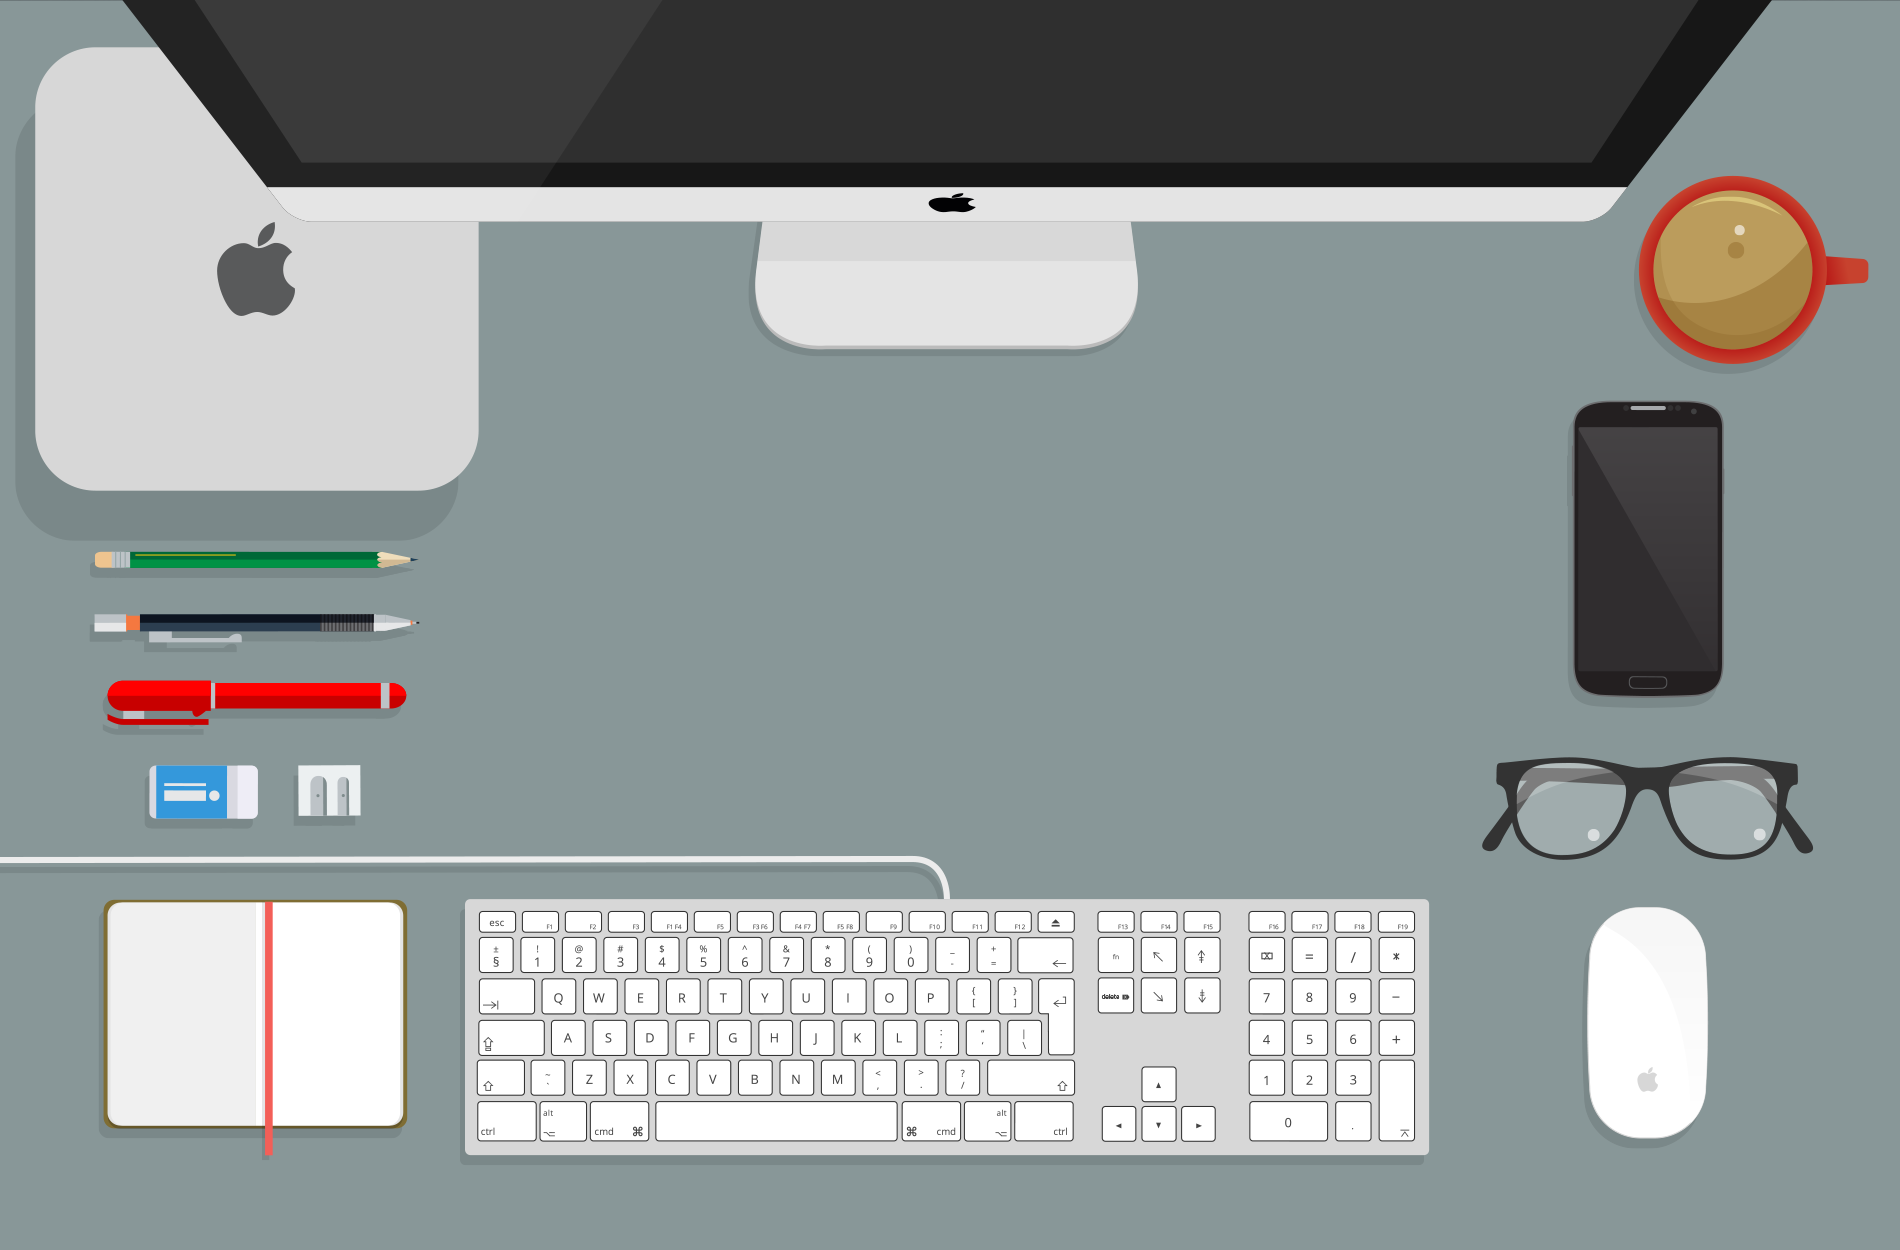 esc F1 F2 F3 F1 F4 F5 F3 F6 F4 F7 F5 F8 F9 F10 F11 F12 F13 F14 F15 F16 F17 F18 F19
± ! @ # $ % ^ & * ( ) _ +
§ 1 2 3 4 5 6 7 8 9 0 - = fn = / *
Q W E R T Y U I O P { }
[ ] delete 7 8 9 −
A S D F G H J K L : " |
; ' \ 4 5 6 +
~ Z X C V B N M < > ?
` , . / 1 2 3
alt alt
ctrl cmd ⌘ ⌘ cmd ctrl 0 .